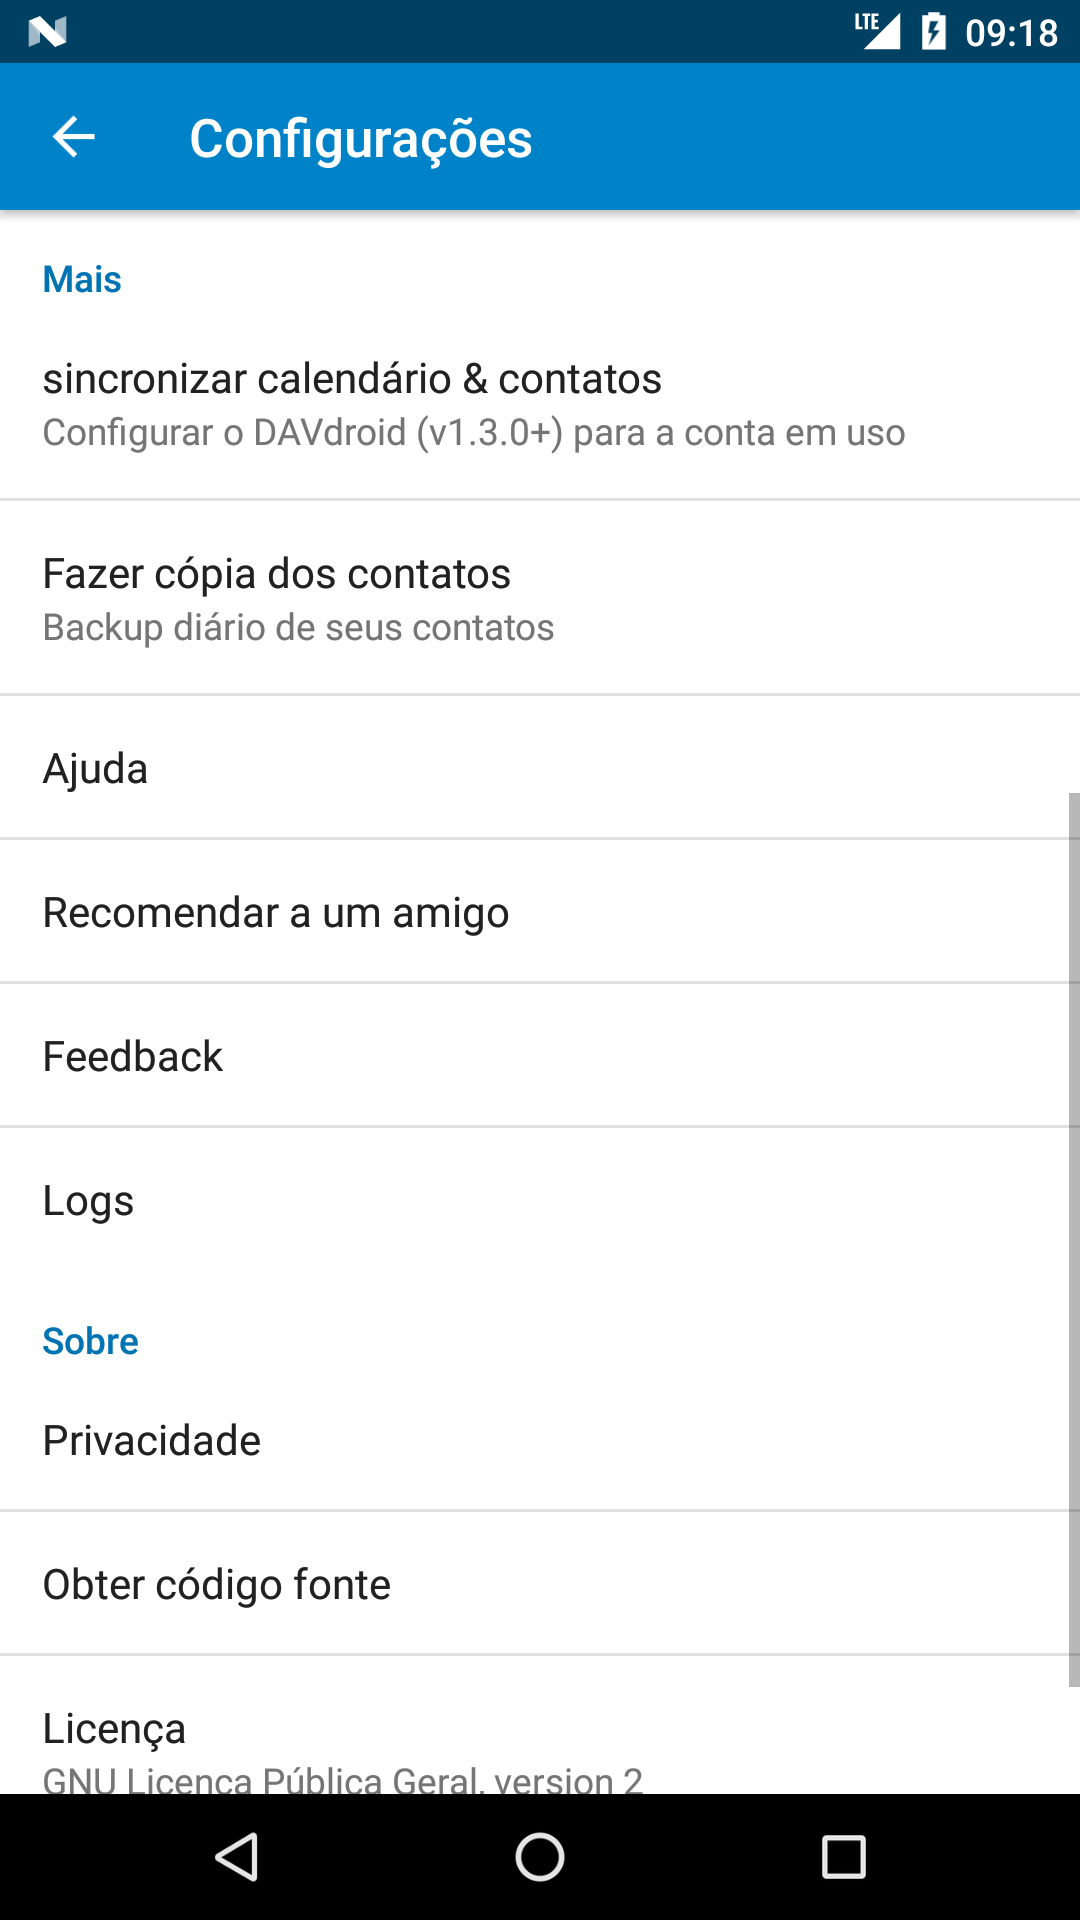 LTE 09:18
Configurações
Mais
sincronizar calendário & contatos
Configurar o DAVdroid (v1.3.0+) para a conta em uso
Fazer cópia dos contatos
Backup diário de seus contatos
Ajuda
Recomendar a um amigo
Feedback
Logs
Sobre
Privacidade
Obter código fonte
Licença
GNU Licença Pública Geral, version 2